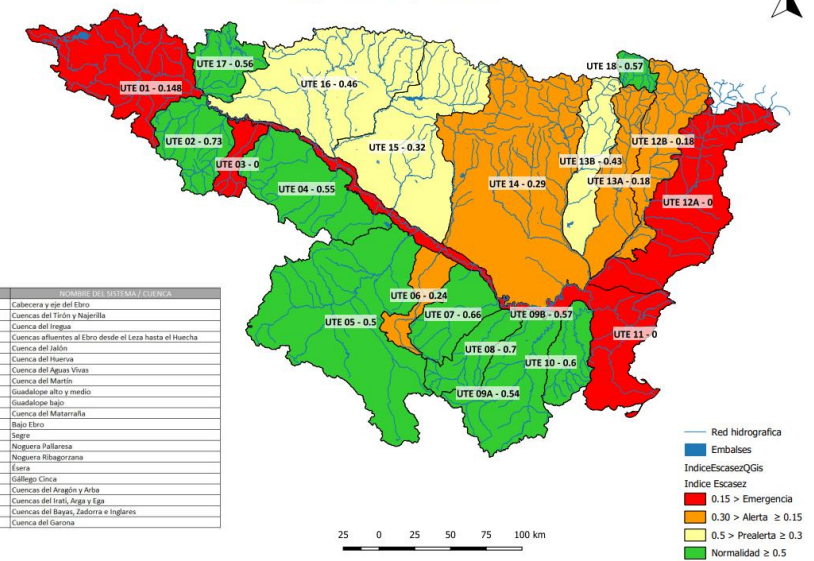 UTE 17 - 0.56
UTE 18 - 0.57
UTE 01 - 0.148
UTE 16 - 0.46
UTE 02 - 0.73
UTE 12B - 0.18
UTE 15 - 0.32
UTE 03 - 0
UTE 13B - 0.43
UTE 04 - 0.55
UTE 14 - 0.29
UTE 13A - 0.18
UTE 12A - 0
UTE 06 - 0.24
UTE 05 - 0.5
UTE 07 - 0.66
UTE 09B - 0.57
UTE 11 - 0
UTE 08 - 0.7
UTE 10 - 0.6
UTE 09A - 0.54
NOMBRE DEL SISTEMA / CUENCA
Cabecera y eje del Ebro
Cuencas del Tirón y Najerilla
Cuenca del Iregua
Cuencas afluentes al Ebro desde el Leza hasta el Huecha
Cuenca del Jalón
Cuenca del Huerva
Cuenca del Aguas Vivas
Cuenca del Martín
Guadalope alto y medio
Guadalope bajo
Cuenca del Matarraña
Bajo Ebro
Segre
Noguera Pallaresa
Noguera Ribagorzana
Ésera
Gállego Cinca
Cuencas del Aragón y Arba
Cuencas del Irati, Arga y Ega
Cuencas del Bayas, Zadorra e Inglares
Cuenca del Garona
Red hidrografica
Embalses
IndiceEscasezQGis
Indice Escasez
0.15 > Emergencia
0.30 > Alerta ≥ 0.15
0.5 > Prealerta ≥ 0.3
Normalidad ≥ 0.5
25 0 25 50 75 100 km